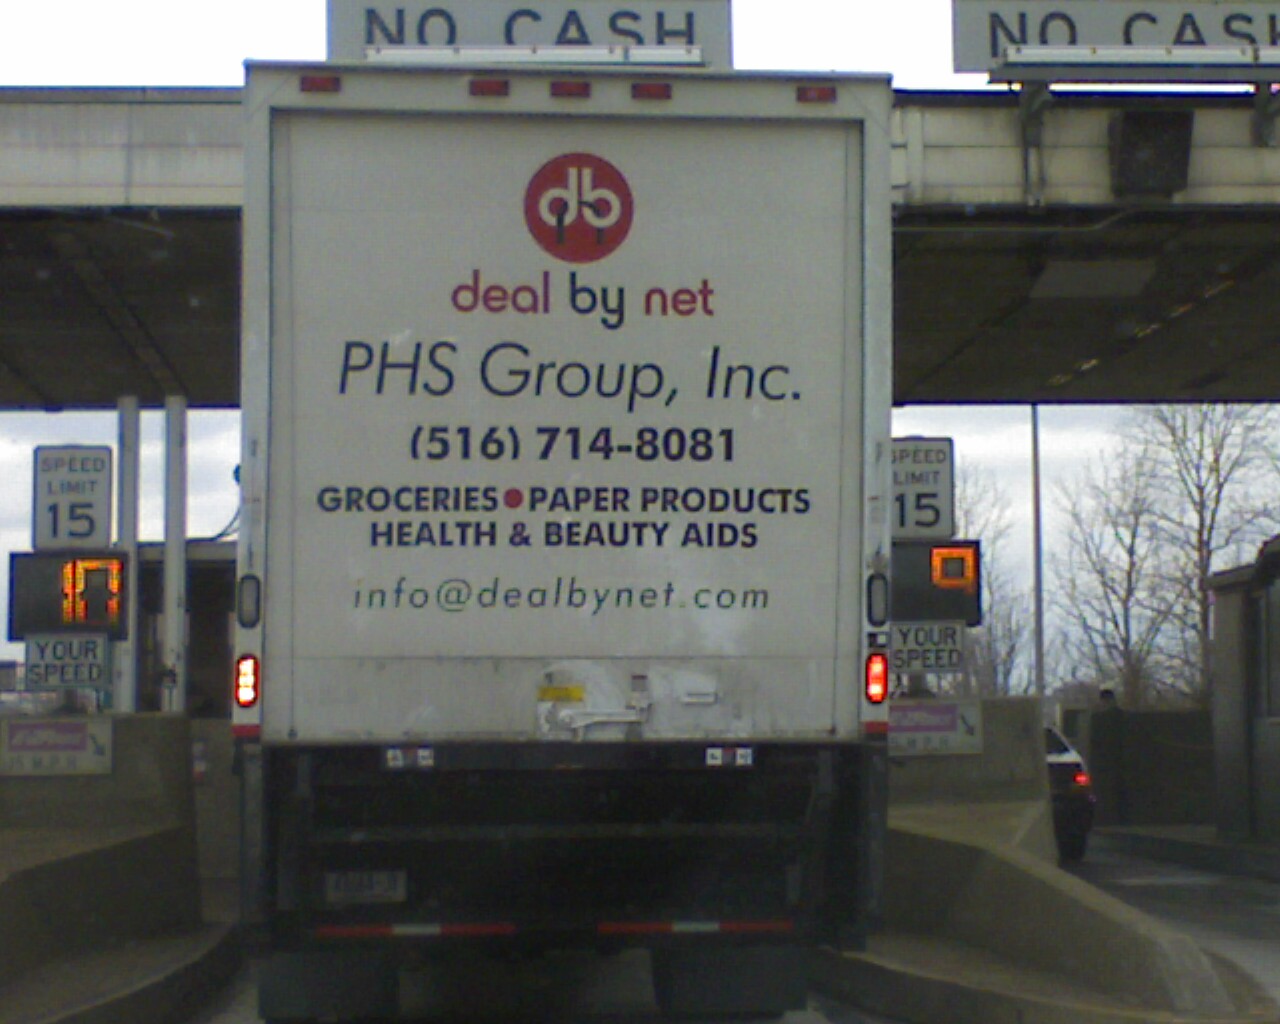 NO CASH
NO CASH
db
deal by net
PHS Group, Inc.
(516) 714-8081
GROCERIES•PAPER PRODUCTS
HEALTH & BEAUTY AIDS
info@dealbynet.com
SPEED
LIMIT
15
YOUR
SPEED
SPEED
LIMIT
15
YOUR
SPEED